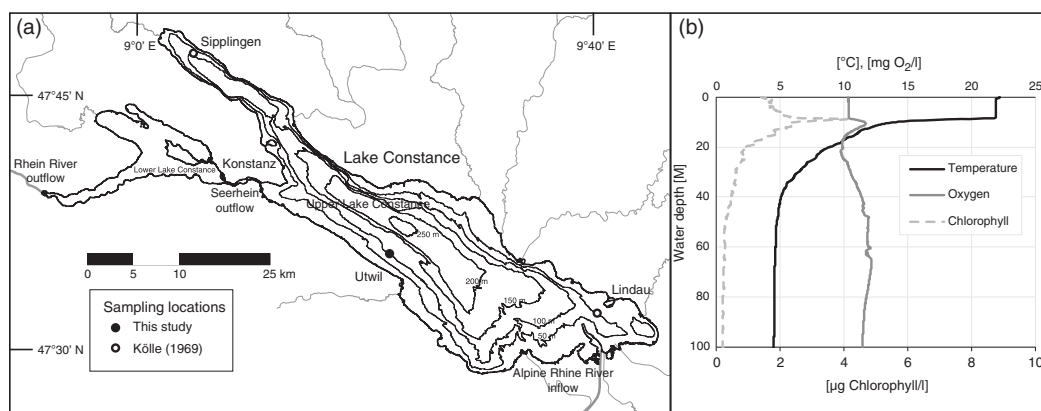 (a)
9°0' E
9°40' E
Sipplingen
47°45' N
Konstanz
Lake Constance
Rhein River
outflow
Lower Lake Constance
Seerhein
outflow
Upper Lake Constance
250 m
0 5 10 25 km
Utwil
200 m
150 m
Lindau
100 m
50 m
Sampling locations
This study
Kölle (1969)
47°30' N
Alpine Rhine River
inflow
(b)
[°C], [mg O2/l]
0 5 10 15 20 25
0
20
40
60
80
100
Water depth [M]
Temperature
Oxygen
Chlorophyll
0 2 4 6 8 10
[µg Chlorophyll/l]